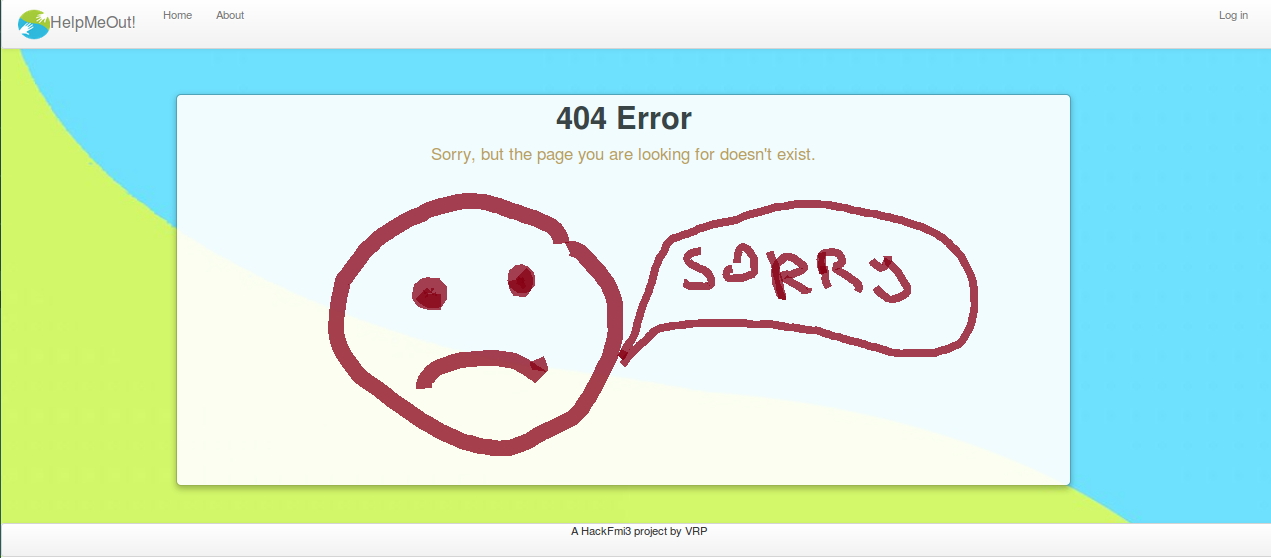 HelpMeOut! Home About Log in
404 Error
Sorry, but the page you are looking for doesn't exist.
SORRY
A HackFmi3 project by VRP